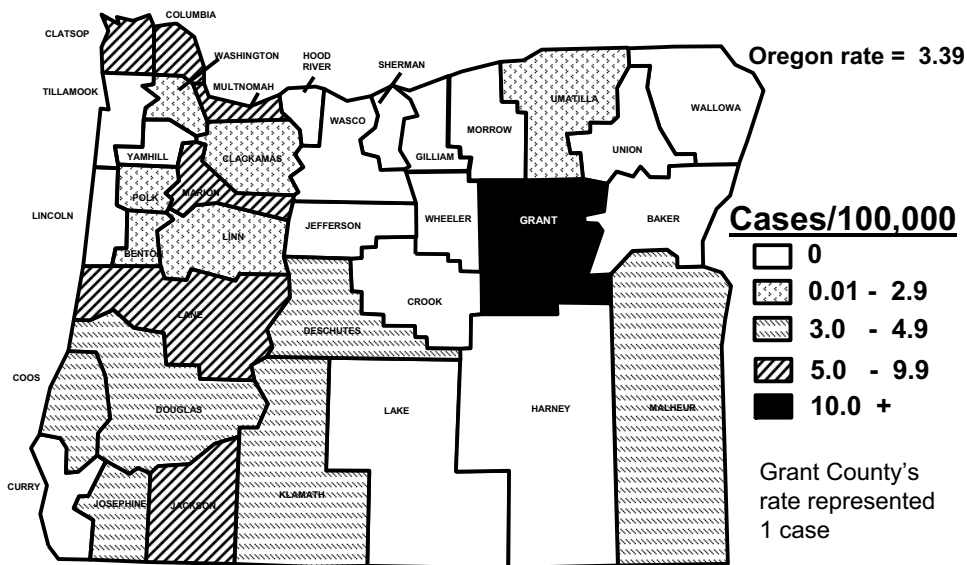 COLUMBIA
CLATSOP
WASHINGTON
HOOD
RIVER
SHERMAN
Oregon rate = 3.39
TILLAMOOK
MULTNOMAH
UMATILLA
WALLOWA
WASCO
MORROW
GILLIAM
UNION
YAMHILL
CLACKAMAS
MARION
POLK
LINCOLN
JEFFERSON
WHEELER
GRANT
BAKER
LINN
BENTON
Cases/100,000
0
0.01 - 2.9
3.0 - 4.9
5.0 - 9.9
10.0 +
CROOK
LANE
DESCHUTES
COOS
DOUGLAS
LAKE
HARNEY
MALHEUR
CURRY
JOSEPHINE
JACKSON
KLAMATH
Grant County's
rate represented
1 case